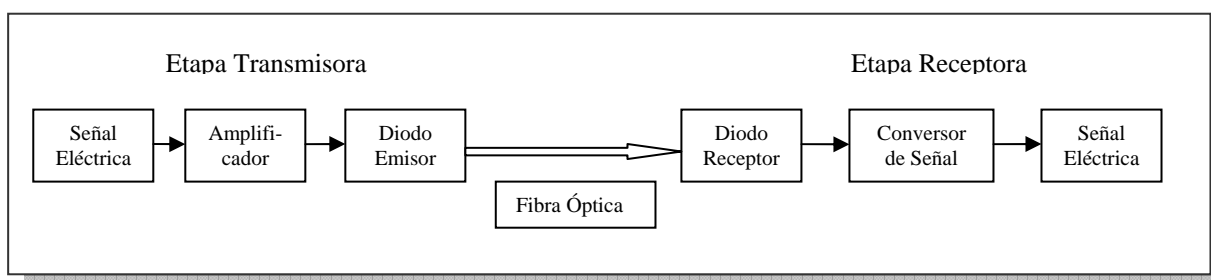 Etapa Transmisora
Etapa Receptora
Señal
Eléctrica
Amplifi-
cador
Diodo
Emisor
Fibra Óptica
Diodo
Receptor
Conversor
de Señal
Señal
Eléctrica